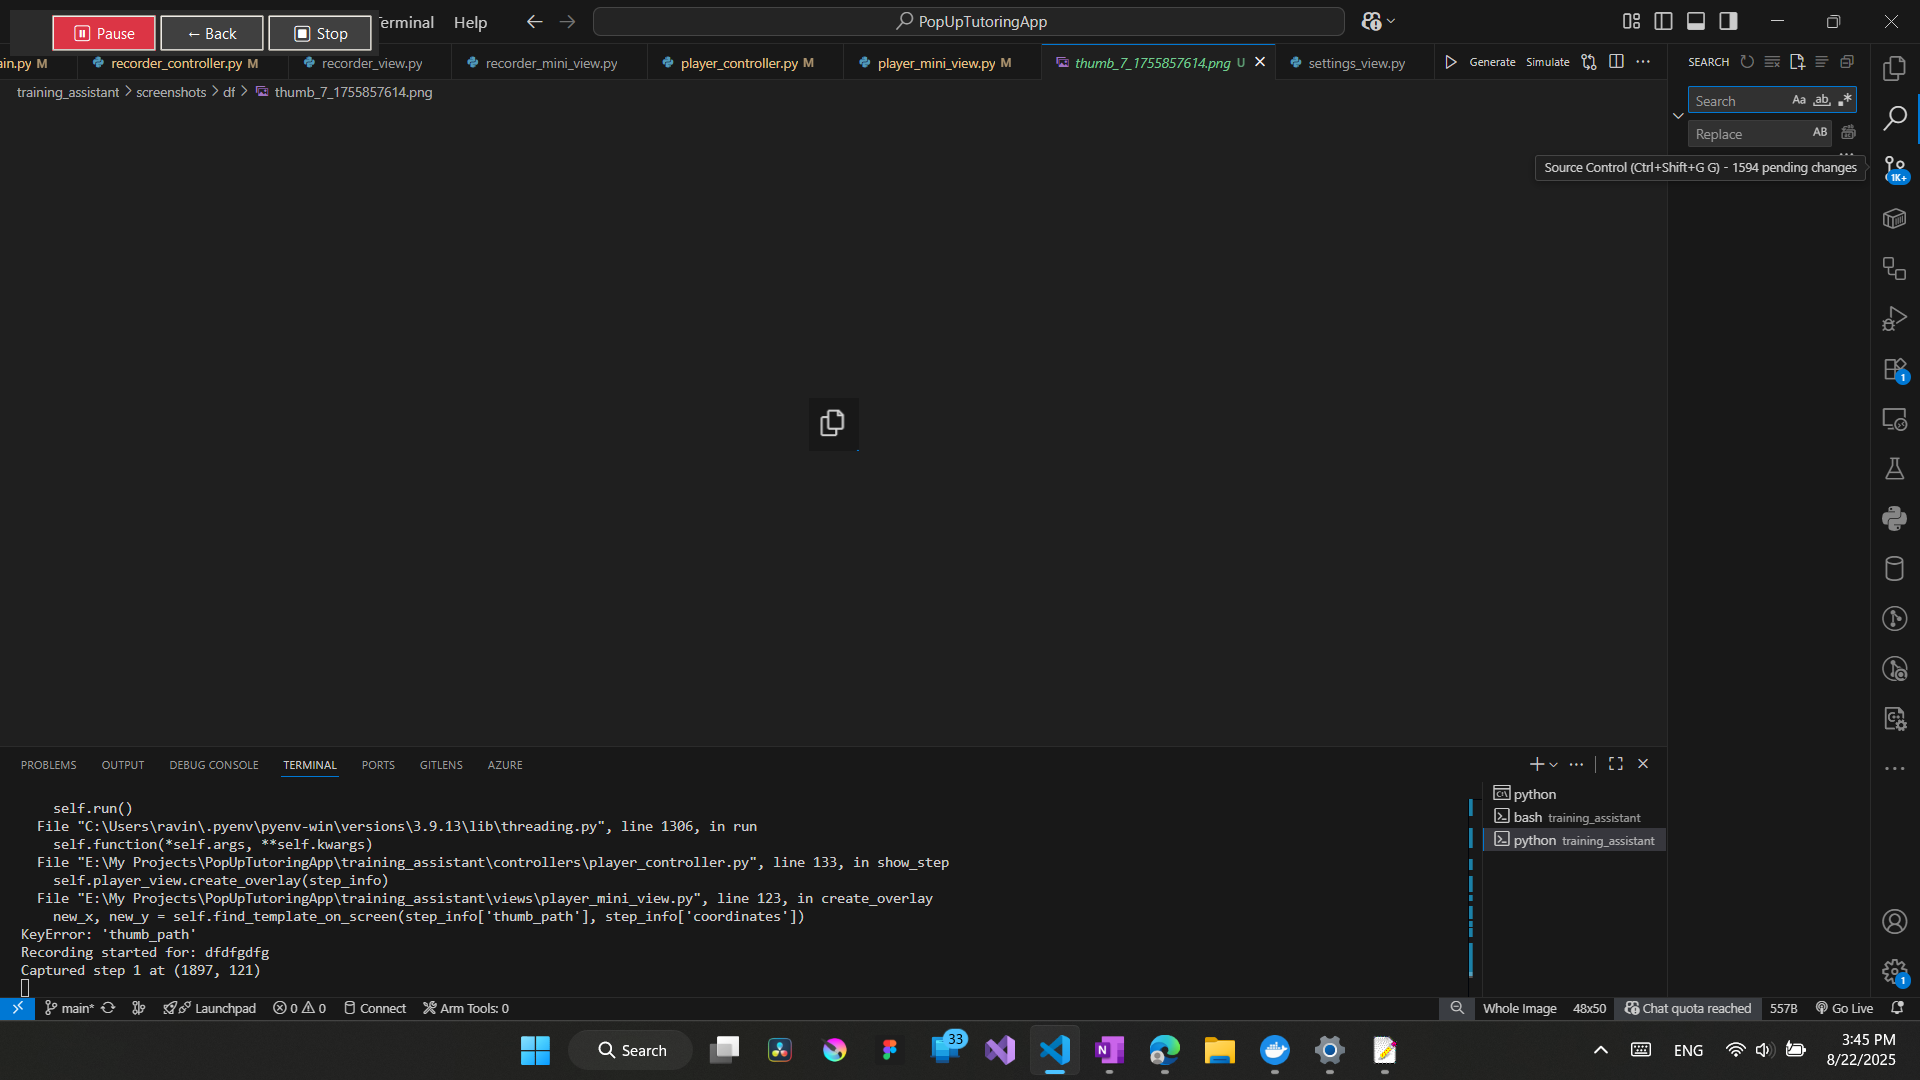 Pause
← Back
Stop
Terminal
Help
PopUpTutoringApp
ain.py M
recorder_controller.py M
recorder_view.py
recorder_mini_view.py
player_controller.py M
player_mini_view.py M
thumb_7_1755857614.png U
settings_view.py
Generate
Simulate
SEARCH
training_assistant > screenshots > df > thumb_7_1755857614.png
Search
Aa
ab
Replace
AB
Source Control (Ctrl+Shift+G G) - 1594 pending changes
1K+
1
PROBLEMS
OUTPUT
DEBUG CONSOLE
TERMINAL
PORTS
GITLENS
AZURE
self.run()
File "C:\Users\ravin\.pyenv\pyenv-win\versions\3.9.13\lib\threading.py", line 1306, in run
self.function(*self.args, **self.kwargs)
File "E:\My Projects\PopUpTutoringApp\training_assistant\controllers\player_controller.py", line 133, in show_step
self.player_view.create_overlay(step_info)
File "E:\My Projects\PopUpTutoringApp\training_assistant\views\player_mini_view.py", line 123, in create_overlay
new_x, new_y = self.find_template_on_screen(step_info['thumb_path'], step_info['coordinates'])
KeyError: 'thumb_path'
Recording started for: dfdfgdfg
Captured step 1 at (1897, 121)
python
bash training_assistant
python training_assistant
1
main*
Launchpad
0
0
Connect
Arm Tools: 0
Whole Image
48x50
Chat quota reached
557B
Go Live
Search
33
ENG
3:45 PM
8/22/2025